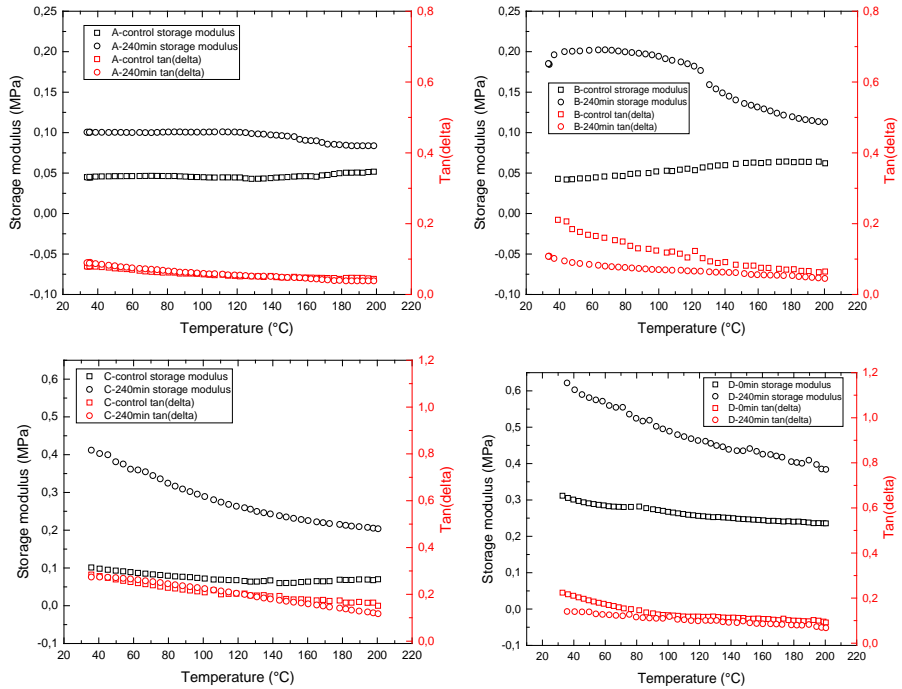 A-control storage modulus
A-240min storage modulus
A-control tan(delta)
A-240min tan(delta)
0,25
0,20
0,15
0,10
0,05
0,00
-0,05
-0,10
Storage modulus (MPa)
0,8
0,6
0,4
0,2
0,0
Tan(delta)
20 40 60 80 100 120 140 160 180 200 220
Temperature (°C)
B-control storage modulus
B-240min storage modulus
B-control tan(delta)
B-240min tan(delta)
0,25
0,20
0,15
0,10
0,05
0,00
-0,05
-0,10
Storage modulus (MPa)
0,8
0,6
0,4
0,2
0,0
Tan(delta)
20 40 60 80 100 120 140 160 180 200 220
Temperature (°C)
C-control storage modulus
C-240min storage modulus
C-control tan(delta)
C-240min tan(delta)
0,6
0,5
0,4
0,3
0,2
0,1
0,0
-0,1
Storage modulus (MPa)
1,2
1,0
0,8
0,6
0,4
0,2
0,0
Tan(delta)
20 40 60 80 100 120 140 160 180 200 220
Temperature (°C)
D-0min storage modulus
D-240min storage modulus
D-0min tan(delta)
D-240min tan(delta)
0,6
0,5
0,4
0,3
0,2
0,1
0,0
-0,1
Storage modulus (MPa)
1,2
1,0
0,8
0,6
0,4
0,2
0,0
Tan(delta)
20 40 60 80 100 120 140 160 180 200 220
Temperature (°C)